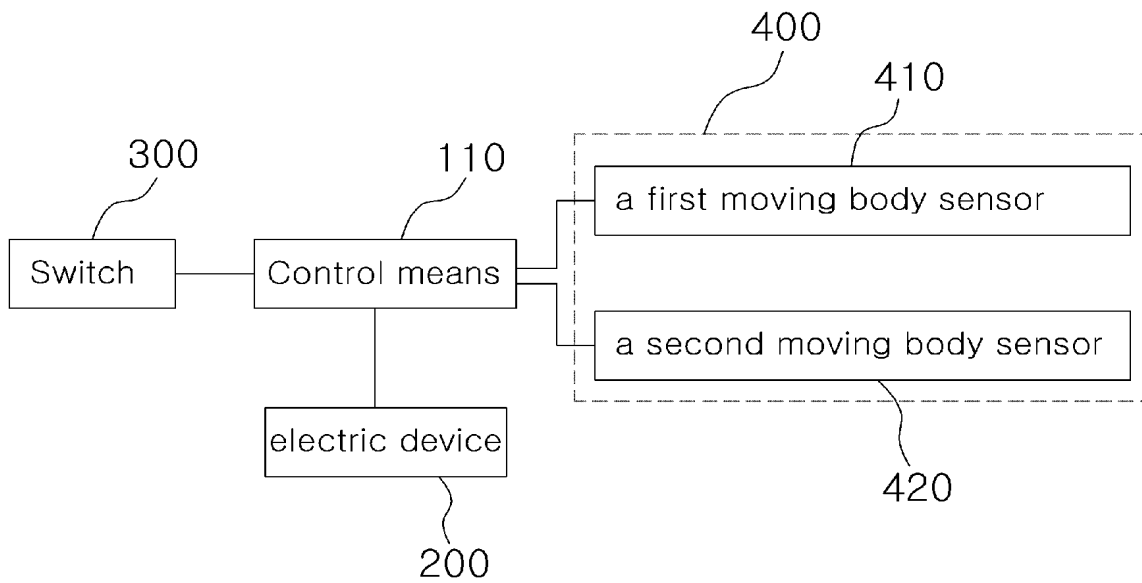 400
410
300
110
a first moving body sensor
Switch
Control means
a second moving body sensor
electric device
420
200